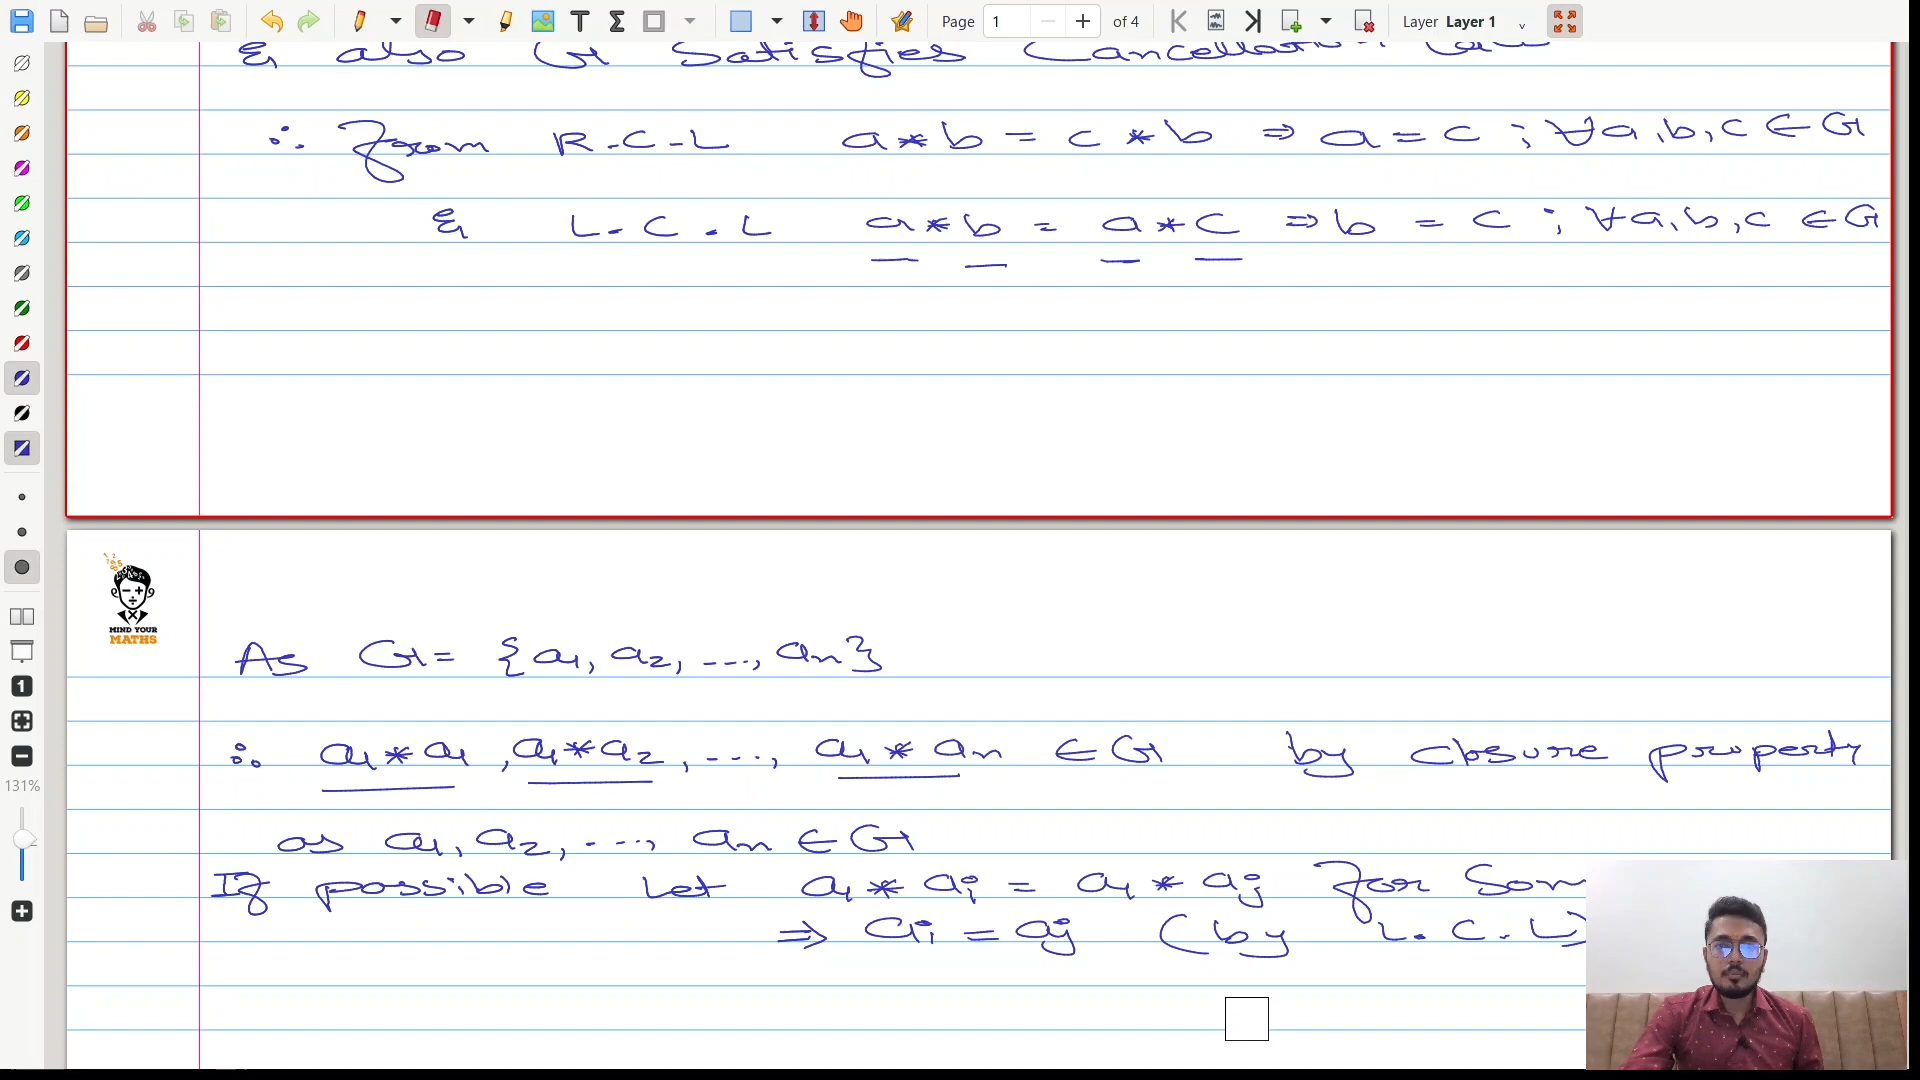 Page 1 of 4 Layer Layer 1
& also G satisfies Cancellation Law
∴ From R.C.L a * b = c * b ⇒ a = c ; ∀ a, b, c ∈ G
& L.C.L a * b = a * c ⇒ b = c ; ∀ a, b, c ∈ G
MIND YOUR
MATHS
As G = {a₁, a₂, ..., aₙ}
∴ a₁ * a₁, a₁ * a₂, ..., a₁ * aₙ ∈ G by closure property
as a₁, a₂, ..., aₙ ∈ G
If possible Let a₁ * aᵢ = a₁ * aⱼ For Som
⇒ aᵢ = aⱼ (by L.C.L)
131%